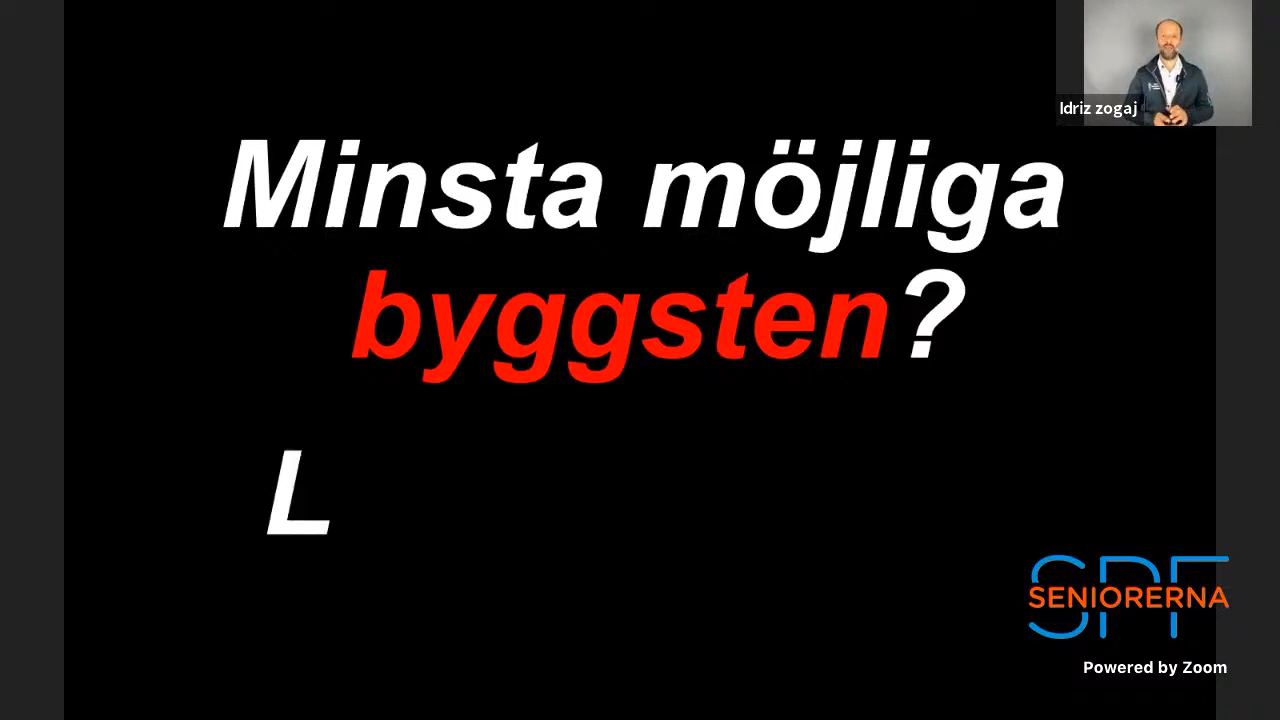 Idriz zogaj
Minsta möjliga
byggsten?
L
SPF
SENIORERNA
Powered by Zoom